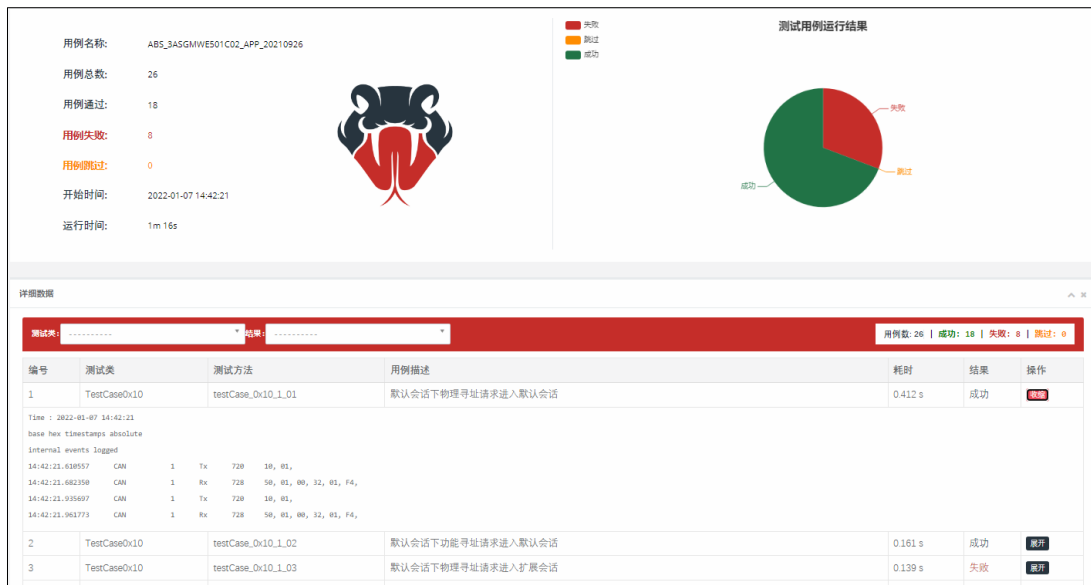 用例名称: ABS_3ASGMWE501C02_APP_20210926
用例总数: 26
用例通过: 18
用例失败: 8
用例跳过: 0
开始时间: 2022-01-07 14:42:21
运行时间: 1m 16s
失败
跳过
成功
测试用例运行结果
失败
跳过
成功
详细数据
测试类: ---------- 结果: ---------- 用例数: 26 | 成功: 18 | 失败: 8 | 跳过: 0
编号 测试类 测试方法 用例描述 耗时 结果 操作
1 TestCase0x10 testCase_0x10_1_01 默认会话下物理寻址请求进入默认会话 0.412 s 成功 收缩
Time : 2022-01-07 14:42:21
base hex timestamps absolute
internal events logged
14:42:21.610557 CAN 1 Tx 720 10, 01,
14:42:21.682350 CAN 1 Rx 728 50, 01, 00, 32, 01, F4,
14:42:21.935697 CAN 1 Tx 720 10, 01,
14:42:21.961773 CAN 1 Rx 728 50, 01, 00, 32, 01, F4,
2 TestCase0x10 testCase_0x10_1_02 默认会话下功能寻址请求进入默认会话 0.161 s 成功 展开
3 TestCase0x10 testCase_0x10_1_03 默认会话下物理寻址请求进入扩展会话 0.139 s 失败 展开